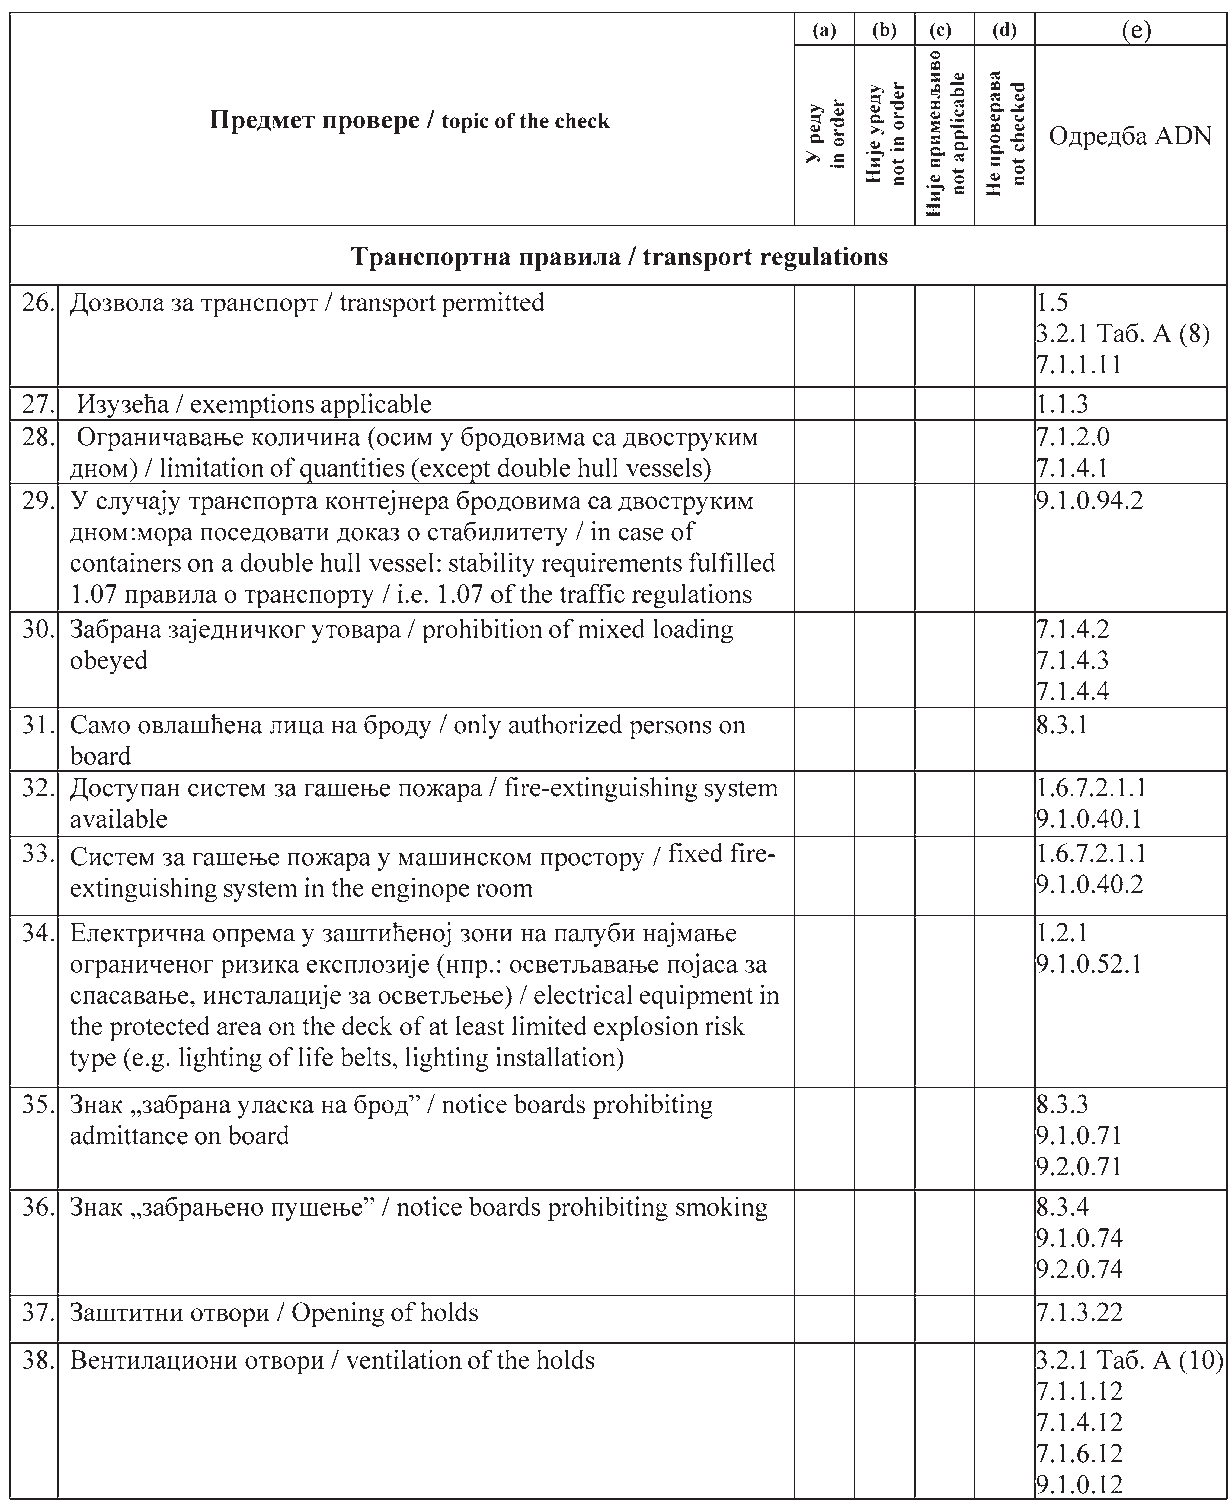 (a) (b) (c) (d) (e)
Предмет провере / topic of the check
У реду
in order
Није уреду
not in order
Није применљиво
not applicable
Не проверава
not checked
Одредба ADN
Транспортна правила / transport regulations
26. Дозвола за транспорт / transport permitted 1.5
3.2.1 Таб. А (8)
7.1.1.11
27. Изузећа / exemptions applicable 1.1.3
28. Ограничавање количина (осим у бродовима са двоструким 7.1.2.0
дном) / limitation of quantities (except double hull vessels) 7.1.4.1
29. У случају транспорта контејнера бродовима са двоструким 9.1.0.94.2
дном:мора поседовати доказ о стабилитету / in case of
containers on a double hull vessel: stability requirements fulfilled
1.07 правила о транспорту / i.e. 1.07 of the traffic regulations
30. Забрана заједничког утовара / prohibition of mixed loading 7.1.4.2
obeyed 7.1.4.3
7.1.4.4
31. Само овлашћена лица на броду / only authorized persons on 8.3.1
board
32. Доступан систем за гашење пожара / fire-extinguishing system 1.6.7.2.1.1
available 9.1.0.40.1
33. Систем за гашење пожара у машинском простору / fixed fire- 1.6.7.2.1.1
extinguishing system in the enginope room 9.1.0.40.2
34. Електрична опрема у заштићеној зони на палуби најмање 1.2.1
ограниченог ризика експлозије (нпр.: осветљавање појаса за 9.1.0.52.1
спасавање, инсталације за осветљење) / electrical equipment in
the protected area on the deck of at least limited explosion risk
type (e.g. lighting of life belts, lighting installation)
35. Знак „забрана уласка на брод” / notice boards prohibiting 8.3.3
admittance on board 9.1.0.71
9.2.0.71
36. Знак „забрањено пушење” / notice boards prohibiting smoking 8.3.4
9.1.0.74
9.2.0.74
37. Заштитни отвори / Opening of holds 7.1.3.22
38. Вентилациони отвори / ventilation of the holds 3.2.1 Таб. А (10)
7.1.1.12
7.1.4.12
7.1.6.12
9.1.0.12